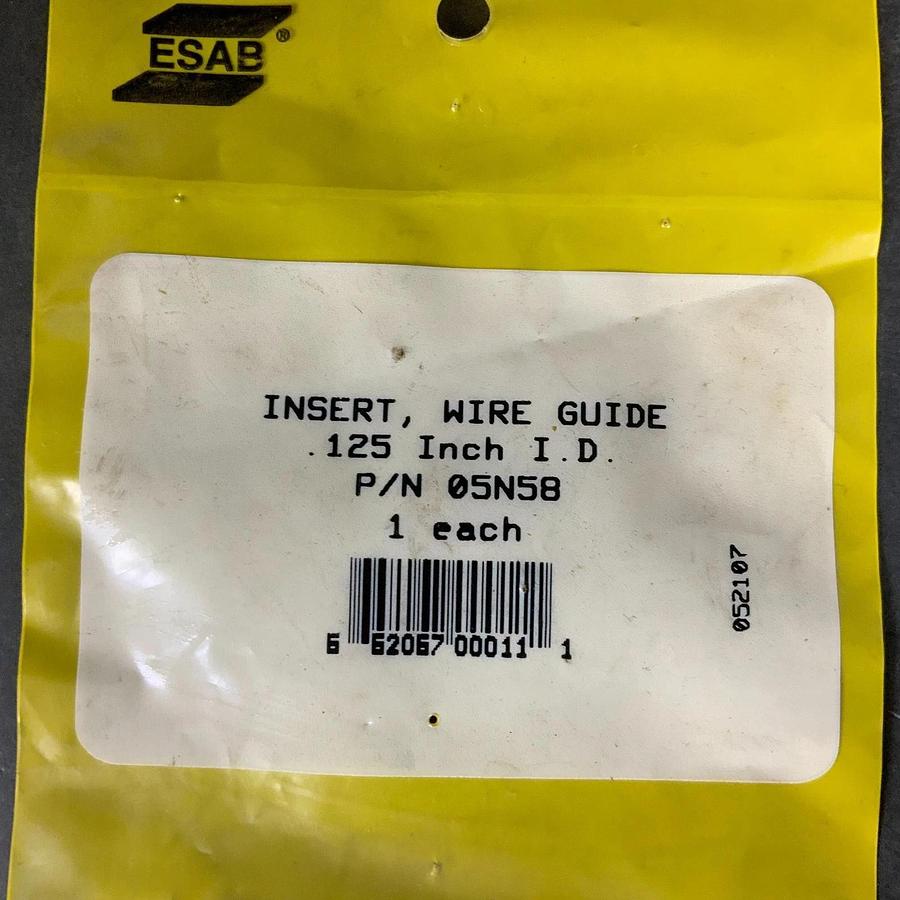 ESAB®
INSERT, WIRE GUIDE
.125 Inch I.D.
P/N 05N58
1 each
6 62067 00011 1
052107